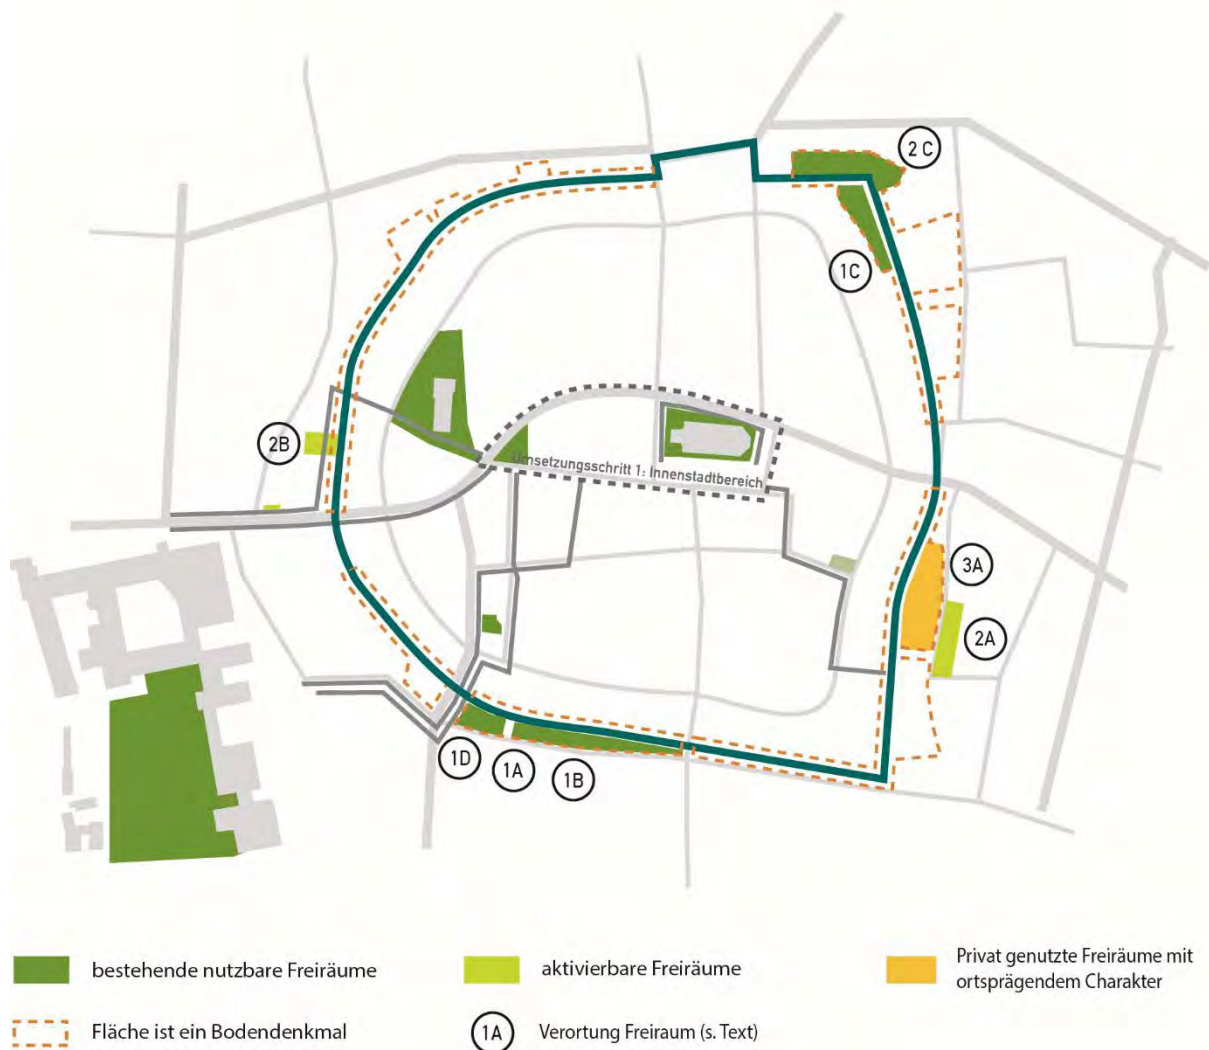 2 C
1C
2B
Umsetzungsschritt 1: Innenstadtbereich
3A
2A
1D
1A
1B
bestehende nutzbare Freiräume
aktivierbare Freiräume
Privat genutzte Freiräume mit
ortsprägendem Charakter
Fläche ist ein Bodendenkmal
1A
Verortung Freiraum (s. Text)